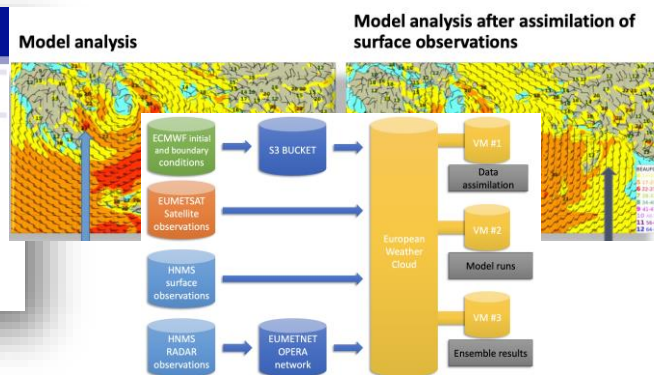 Model analysis
Model analysis after assimilation of
surface observations
ECMWF initial
and boundary
conditions
S3 BUCKET
EUMETSAT
Satellite
observations
HNMS
surface
observations
HNMS
RADAR
observations
EUMETNET
OPERA
network
European
Weather
Cloud
VM #1
Data
assimilation
VM #2
Model runs
VM #3
Ensemble results